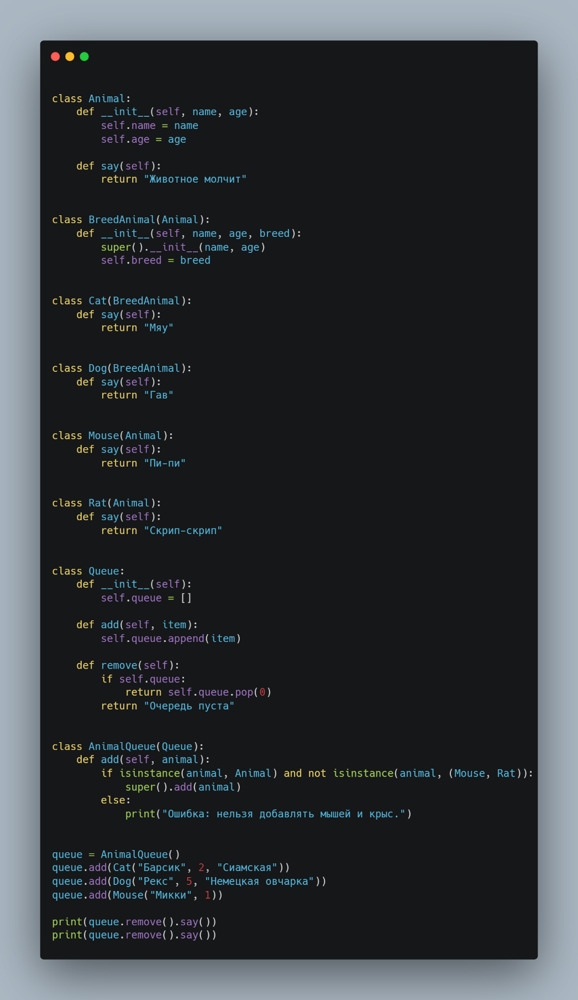 class Animal:
    def __init__(self, name, age):
        self.name = name
        self.age = age

    def say(self):
        return "Животное молчит"


class BreedAnimal(Animal):
    def __init__(self, name, age, breed):
        super().__init__(name, age)
        self.breed = breed


class Cat(BreedAnimal):
    def say(self):
        return "Мяу"


class Dog(BreedAnimal):
    def say(self):
        return "Гав"


class Mouse(Animal):
    def say(self):
        return "Пи-пи"


class Rat(Animal):
    def say(self):
        return "Скрип-скрип"


class Queue:
    def __init__(self):
        self.queue = []

    def add(self, item):
        self.queue.append(item)

    def remove(self):
        if self.queue:
            return self.queue.pop(0)
        return "Очередь пуста"


class AnimalQueue(Queue):
    def add(self, animal):
        if isinstance(animal, Animal) and not isinstance(animal, (Mouse, Rat)):
            super().add(animal)
        else:
            print("Ошибка: нельзя добавлять мышей и крыс.")


queue = AnimalQueue()
queue.add(Cat("Барсик", 2, "Сиамская"))
queue.add(Dog("Рекс", 5, "Немецкая овчарка"))
queue.add(Mouse("Микки", 1))

print(queue.remove().say())
print(queue.remove().say())